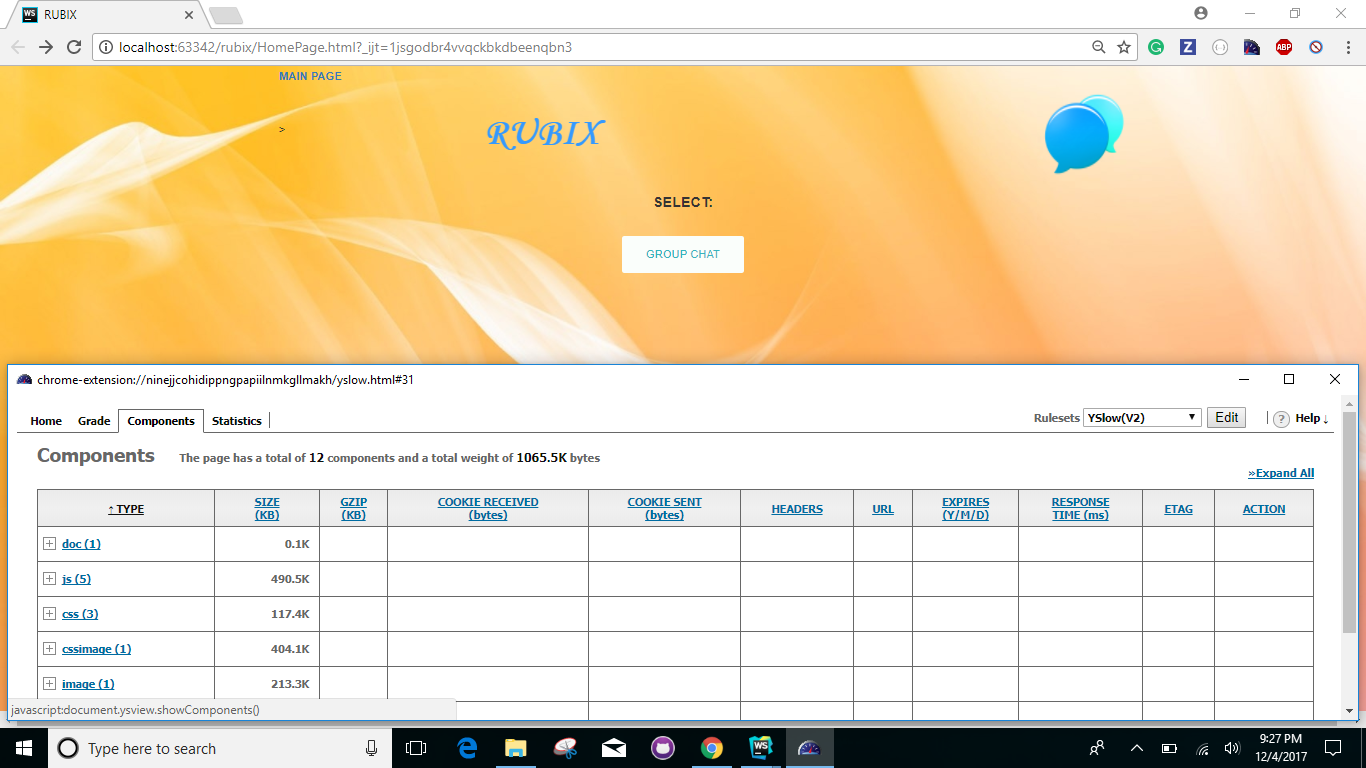 RUBIX
localhost:63342/rubix/HomePage.html?_ijt=1jsgodbr4vvqckbkdbeenqbn3
ABP
MAIN PAGE
>
RUBIX
SELECT:
GROUP CHAT
chrome-extension://ninejjcohidippngpapiilnmkgllmakh/yslow.html#31
Home Grade Components Statistics Rulesets YSlow(V2) Edit ? Help ↓
Components The page has a total of 12 components and a total weight of 1065.5K bytes
»Expand All
↑ TYPE SIZE (KB) GZIP (KB) COOKIE RECEIVED (bytes) COOKIE SENT (bytes) HEADERS URL EXPIRES (Y/M/D) RESPONSE TIME (ms) ETAG ACTION
doc (1) 0.1K
js (5) 490.5K
css (3) 117.4K
cssimage (1) 404.1K
image (1) 213.3K
javascript:document.ysview.showComponents()
Type here to search
9:27 PM
12/4/2017